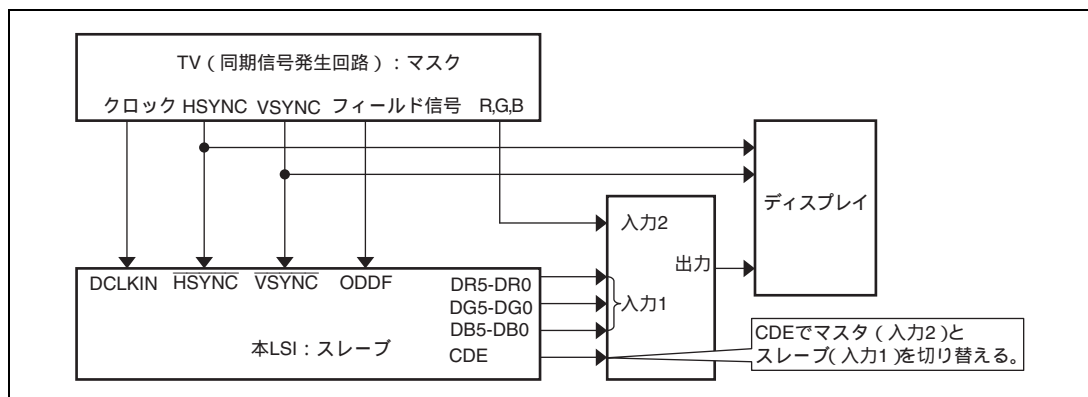 TV（同期信号発生回路）：マスク
クロック HSYNC VSYNC フィールド信号 R,G,B
ディスプレイ
入力2
出力
DCLKIN HSYNC VSYNC ODDF
DR5-DR0
DG5-DG0
DB5-DB0
CDE
入力1
本LSI：スレーブ
CDEでマスタ（入力2）と
スレーブ（入力1）を切り替える。